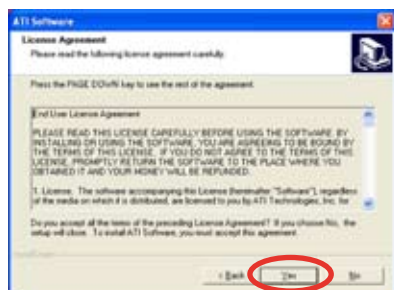 ATI Software
License Agreement
Please read the following license agreement carefully.
Press the PAGE DOWN key to see the rest of the agreement.
End User License Agreement
PLEASE READ THIS LICENSE CAREFULLY BEFORE USING THE SOFTWARE. BY
INSTALLING OR USING THE SOFTWARE, YOU ARE AGREEING TO BE BOUND BY
THE TERMS OF THIS LICENSE. IF YOU DO NOT AGREE TO THE TERMS OF THIS
LICENSE, PROMPTLY RETURN THE SOFTWARE TO THE PLACE WHERE YOU
OBTAINED IT AND YOUR MONEY WILL BE REFUNDED.
1. License. The software accompanying this License (hereinafter "Software"), regardless
of the media on which it is distributed, are licensed to you by ATI Technologies, Inc. for
Do you accept all the terms of the preceding License Agreement? If you choose No, the
setup will close. To install ATI Software, you must accept this agreement.
< Back
Yes
No